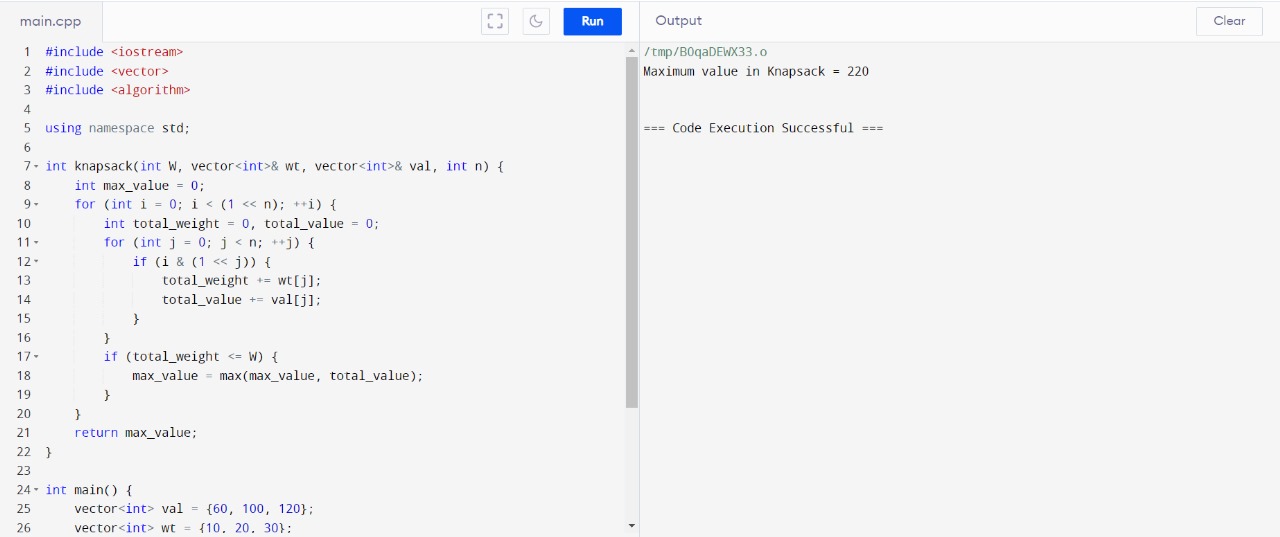 main.cpp
Run
Output
Clear
1 #include <iostream>
2 #include <vector>
3 #include <algorithm>
4
5 using namespace std;
6
7 int knapsack(int W, vector<int>& wt, vector<int>& val, int n) {
8     int max_value = 0;
9     for (int i = 0; i < (1 << n); ++i) {
10         int total_weight = 0, total_value = 0;
11         for (int j = 0; j < n; ++j) {
12             if (i & (1 << j)) {
13                 total_weight += wt[j];
14                 total_value += val[j];
15             }
16         }
17         if (total_weight <= W) {
18             max_value = max(max_value, total_value);
19         }
20     }
21     return max_value;
22 }
23
24 int main() {
25     vector<int> val = {60, 100, 120};
26     vector<int> wt = {10, 20, 30};
/tmp/B0qaDEWX33.o
Maximum value in Knapsack = 220
=== Code Execution Successful ===